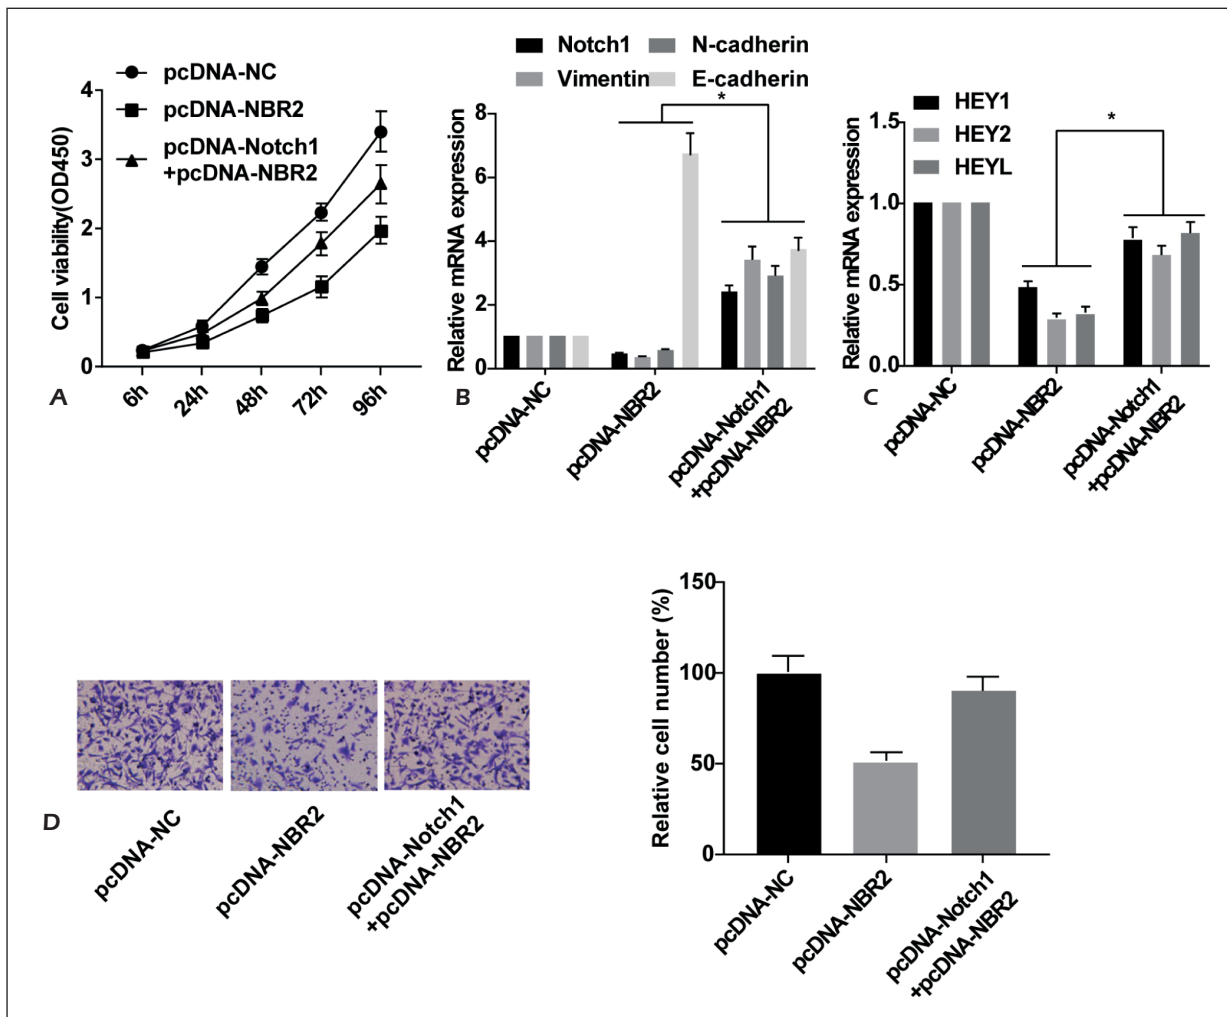 pcDNA-NC
pcDNA-NBR2
pcDNA-Notch1
+pcDNA-NBR2
Cell viability(OD450)
4
3
2
1
0
6h
24h
48h
72h
96h
A
Notch1
N-cadherin
Vimentin
E-cadherin
*
Relative mRNA expression
8
6
4
2
0
pcDNA-NC
pcDNA-NBR2
pcDNA-Notch1
+pcDNA-NBR2
B
HEY1
HEY2
HEYL
*
Relative mRNA expression
1.5
1.0
0.5
0.0
pcDNA-NC
pcDNA-NBR2
pcDNA-Notch1
+pcDNA-NBR2
C
D
pcDNA-NC
pcDNA-NBR2
pcDNA-Notch1
+pcDNA-NBR2
Relative cell number (%)
150
100
50
0
pcDNA-NC
pcDNA-NBR2
pcDNA-Notch1
+pcDNA-NBR2